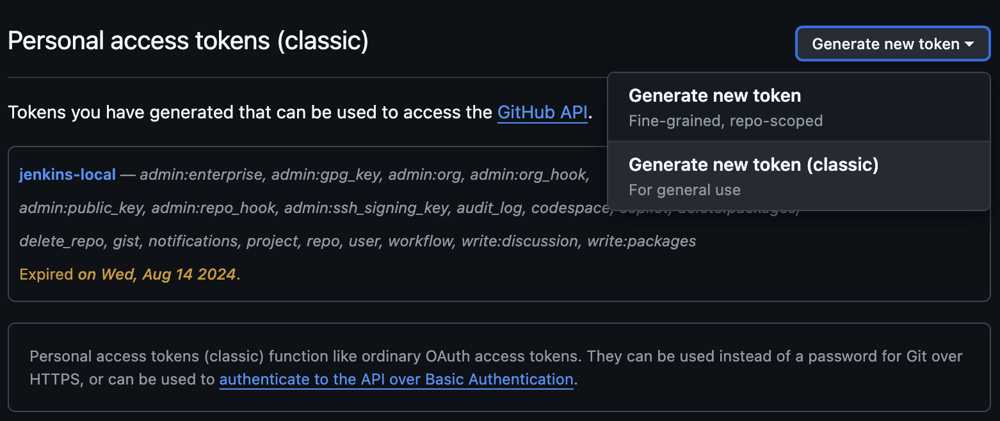 Personal access tokens (classic)
Generate new token
Generate new token
Fine-grained, repo-scoped
Generate new token (classic)
For general use
Tokens you have generated that can be used to access the GitHub API.
jenkins-local — admin:enterprise, admin:gpg_key, admin:org, admin:org_hook,
admin:public_key, admin:repo_hook, admin:ssh_signing_key, audit_log, codespace, copilot, delete:packages,
delete_repo, gist, notifications, project, repo, user, workflow, write:discussion, write:packages
Expired on Wed, Aug 14 2024.
Personal access tokens (classic) function like ordinary OAuth access tokens. They can be used instead of a password for Git over
HTTPS, or can be used to authenticate to the API over Basic Authentication.